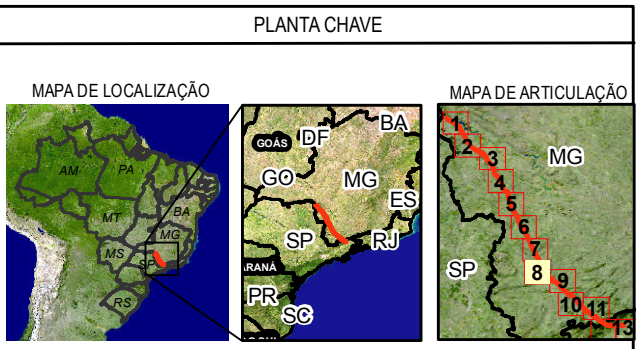 PLANTA CHAVE
MAPA DE LOCALIZAÇÃO
MAPA DE ARTICULAÇÃO
AM
PA
MT
BA
MG
MS
SP
RS
GOÁS
DF
BA
GO
MG
ES
SP
RJ
ARANÁ
PR
SC
MG
SP
1
2
3
4
5
6
7
8
9
10
11
13